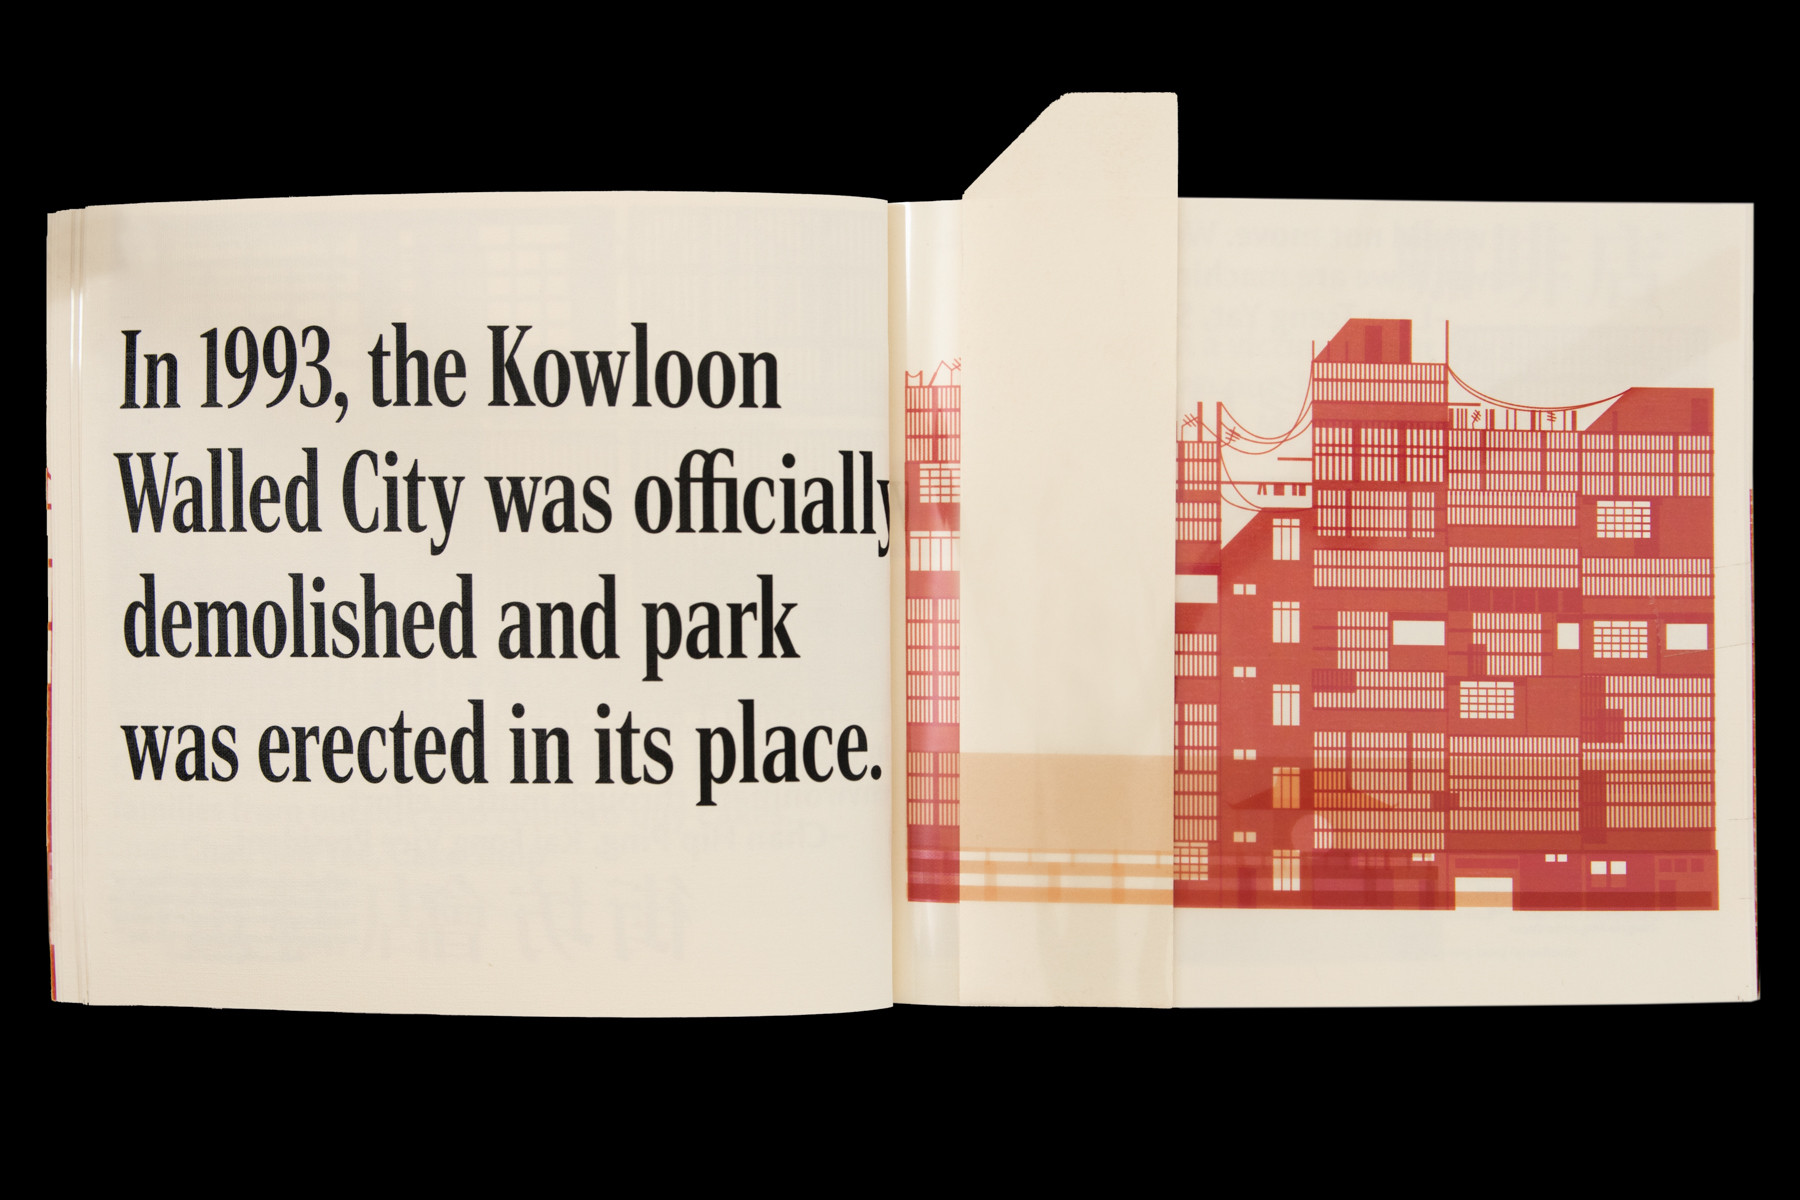 In 1993, the Kowloon
Walled City was officially
demolished and park
was erected in its place.